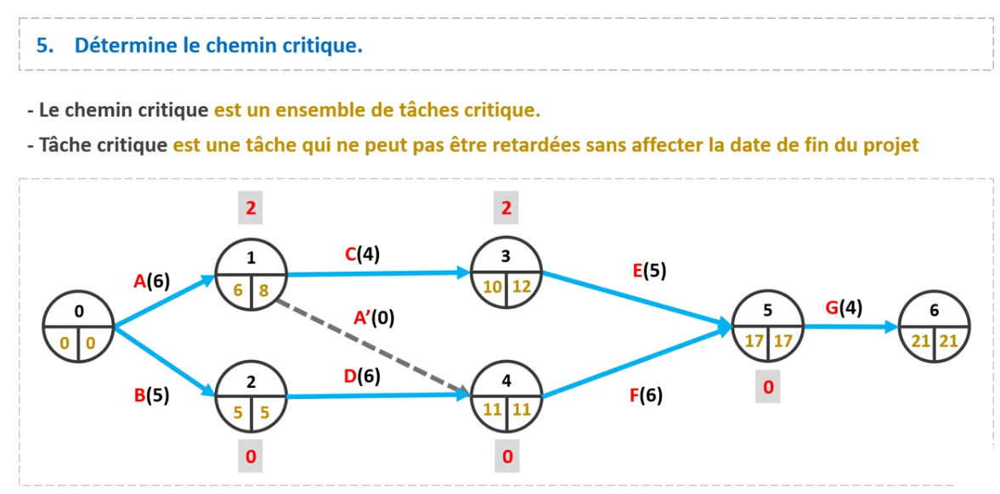 5. Détermine le chemin critique.
- Le chemin critique est un ensemble de tâches critique.
- Tâche critique est une tâche qui ne peut pas être retardées sans affecter la date de fin du projet
2
2
1
3
C(4)
E(5)
A(6)
6 8
10 12
0
A’(0)
5
G(4)
6
0 0
17 17
21 21
2
D(6)
4
B(5)
F(6)
0
5 5
11 11
0
0